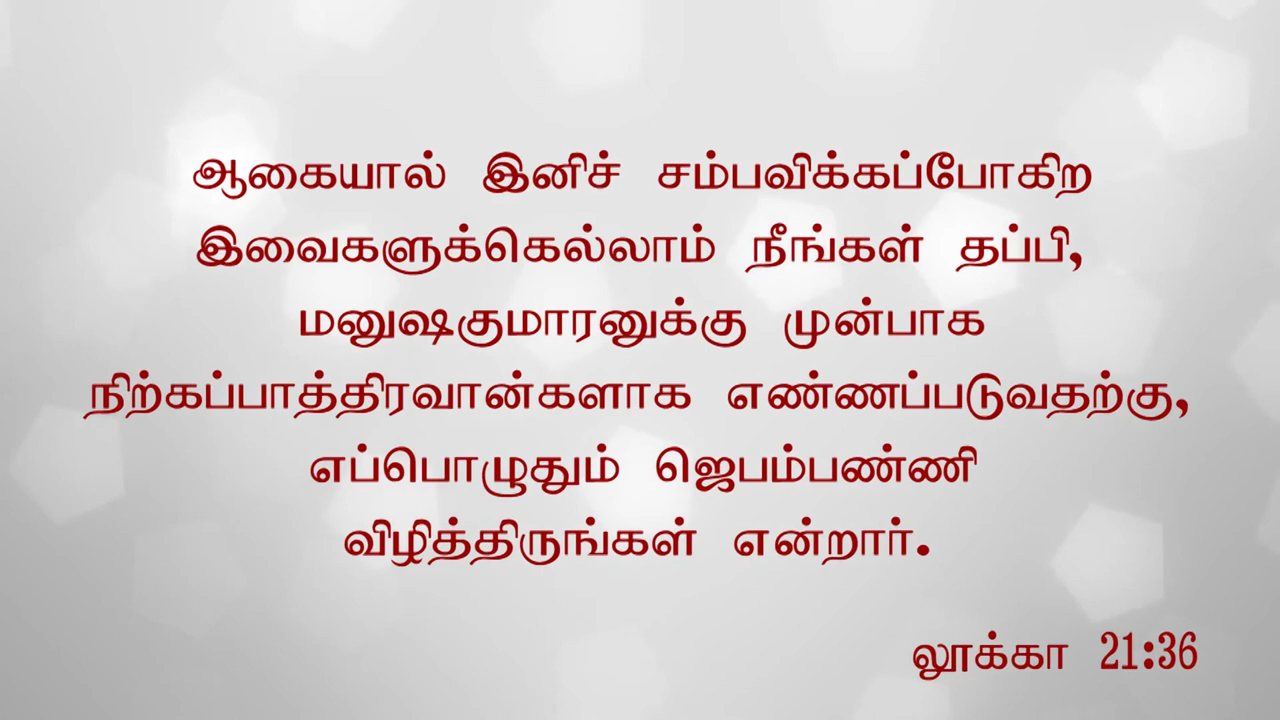 ஆகையால் இனிச் சம்பவிக்கப்போகிற
இவைகளுக்கெல்லாம் நீங்கள் தப்பி,
மனுஷகுமாரனுக்கு முன்பாக
நிற்கப்பாத்திரவான்களாக எண்ணப்படுவதற்கு,
எப்பொழுதும் ஜெபம்பண்ணி
விழித்திருங்கள் என்றார்.
லூக்கா 21:36